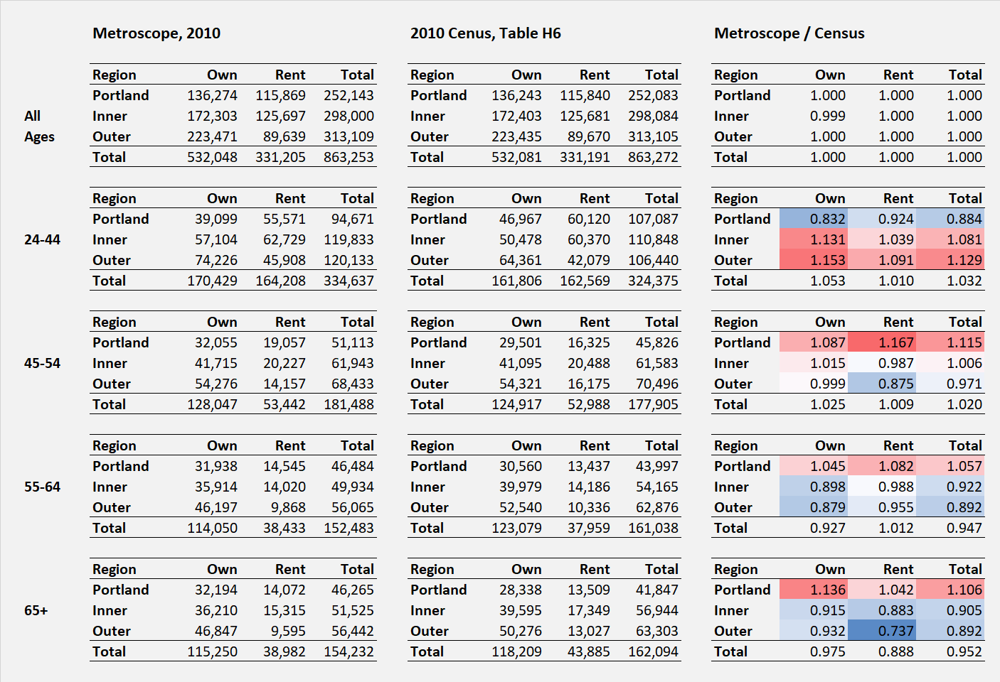 Metroscope, 2010 2010 Cenus, Table H6 Metroscope / Census
Region Own Rent Total Region Own Rent Total Region Own Rent Total
Portland 136,274 115,869 252,143 Portland 136,243 115,840 252,083 Portland 1.000 1.000 1.000
All Inner 172,303 125,697 298,000 Inner 172,403 125,681 298,084 Inner 0.999 1.000 1.000
Ages Outer 223,471 89,639 313,109 Outer 223,435 89,670 313,105 Outer 1.000 1.000 1.000
Total 532,048 331,205 863,253 Total 532,081 331,191 863,272 Total 1.000 1.000 1.000
Region Own Rent Total Region Own Rent Total Region Own Rent Total
Portland 39,099 55,571 94,671 Portland 46,967 60,120 107,087 Portland 0.832 0.924 0.884
24-44 Inner 57,104 62,729 119,833 Inner 50,478 60,370 110,848 Inner 1.131 1.039 1.081
Outer 74,226 45,908 120,133 Outer 64,361 42,079 106,440 Outer 1.153 1.091 1.129
Total 170,429 164,208 334,637 Total 161,806 162,569 324,375 Total 1.053 1.010 1.032
Region Own Rent Total Region Own Rent Total Region Own Rent Total
Portland 32,055 19,057 51,113 Portland 29,501 16,325 45,826 Portland 1.087 1.167 1.115
45-54 Inner 41,715 20,227 61,943 Inner 41,095 20,488 61,583 Inner 1.015 0.987 1.006
Outer 54,276 14,157 68,433 Outer 54,321 16,175 70,496 Outer 0.999 0.875 0.971
Total 128,047 53,442 181,488 Total 124,917 52,988 177,905 Total 1.025 1.009 1.020
Region Own Rent Total Region Own Rent Total Region Own Rent Total
Portland 31,938 14,545 46,484 Portland 30,560 13,437 43,997 Portland 1.045 1.082 1.057
55-64 Inner 35,914 14,020 49,934 Inner 39,979 14,186 54,165 Inner 0.898 0.988 0.922
Outer 46,197 9,868 56,065 Outer 52,540 10,336 62,876 Outer 0.879 0.955 0.892
Total 114,050 38,433 152,483 Total 123,079 37,959 161,038 Total 0.927 1.012 0.947
Region Own Rent Total Region Own Rent Total Region Own Rent Total
Portland 32,194 14,072 46,265 Portland 28,338 13,509 41,847 Portland 1.136 1.042 1.106
65+ Inner 36,210 15,315 51,525 Inner 39,595 17,349 56,944 Inner 0.915 0.883 0.905
Outer 46,847 9,595 56,442 Outer 50,276 13,027 63,303 Outer 0.932 0.737 0.892
Total 115,250 38,982 154,232 Total 118,209 43,885 162,094 Total 0.975 0.888 0.952